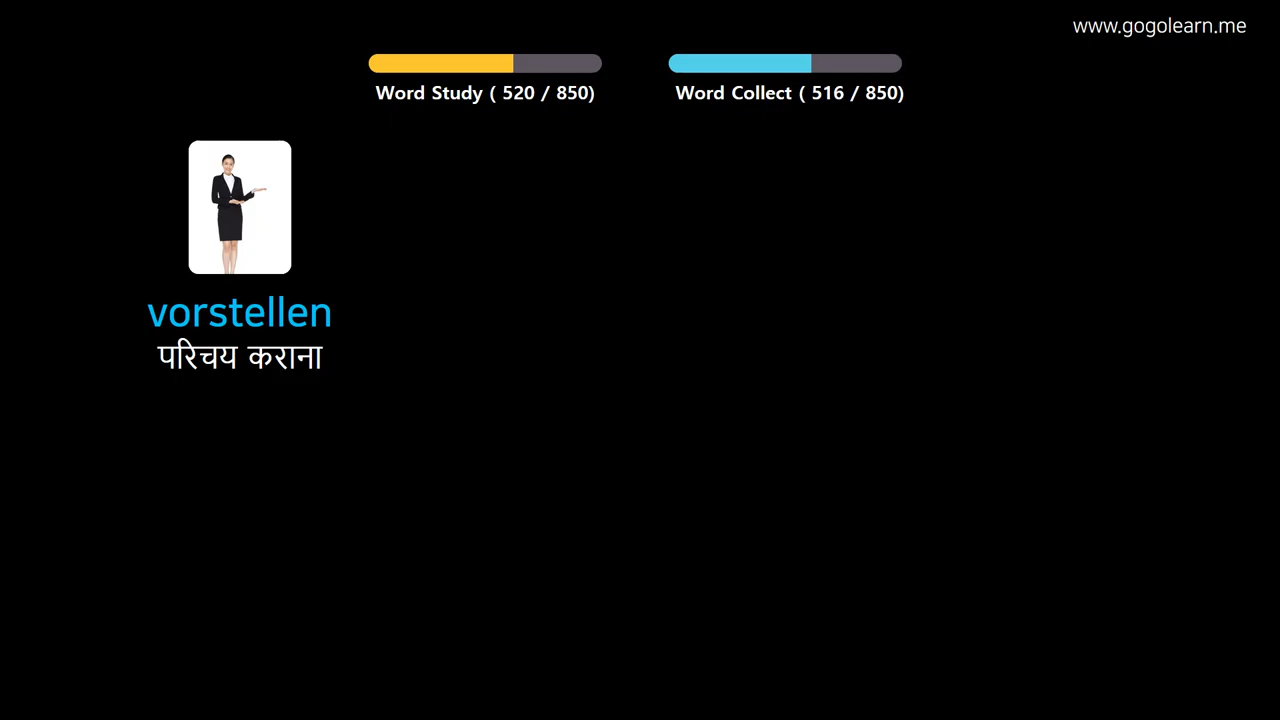 www.gogolearn.me
Word Study ( 520 / 850)
Word Collect ( 516 / 850)
vorstellen
परिचय कराना